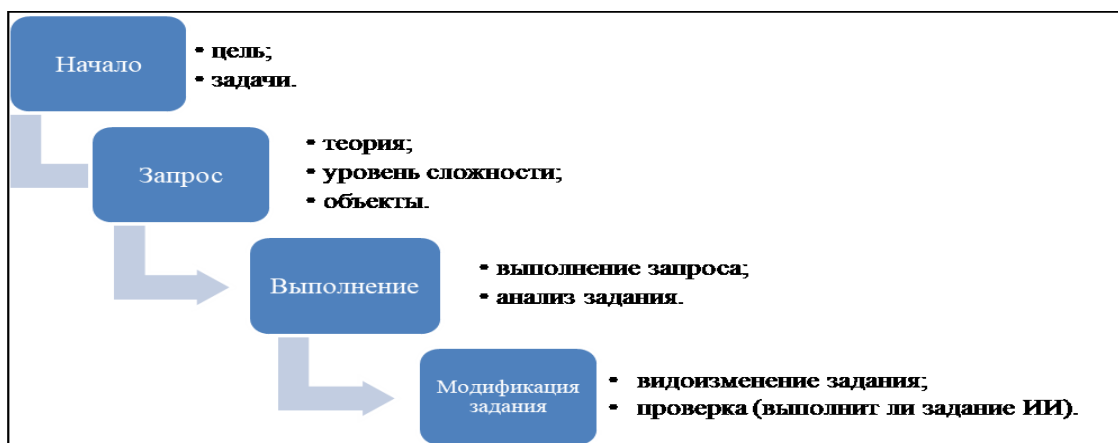 Начало
• цель;
• задачи.
Запрос
• теория;
• уровень сложности;
• объекты.
Выполнение
• выполнение запроса;
• анализ задания.
Модификация
задания
• видоизменение задания;
• проверка (выполнит ли задание ИИ).